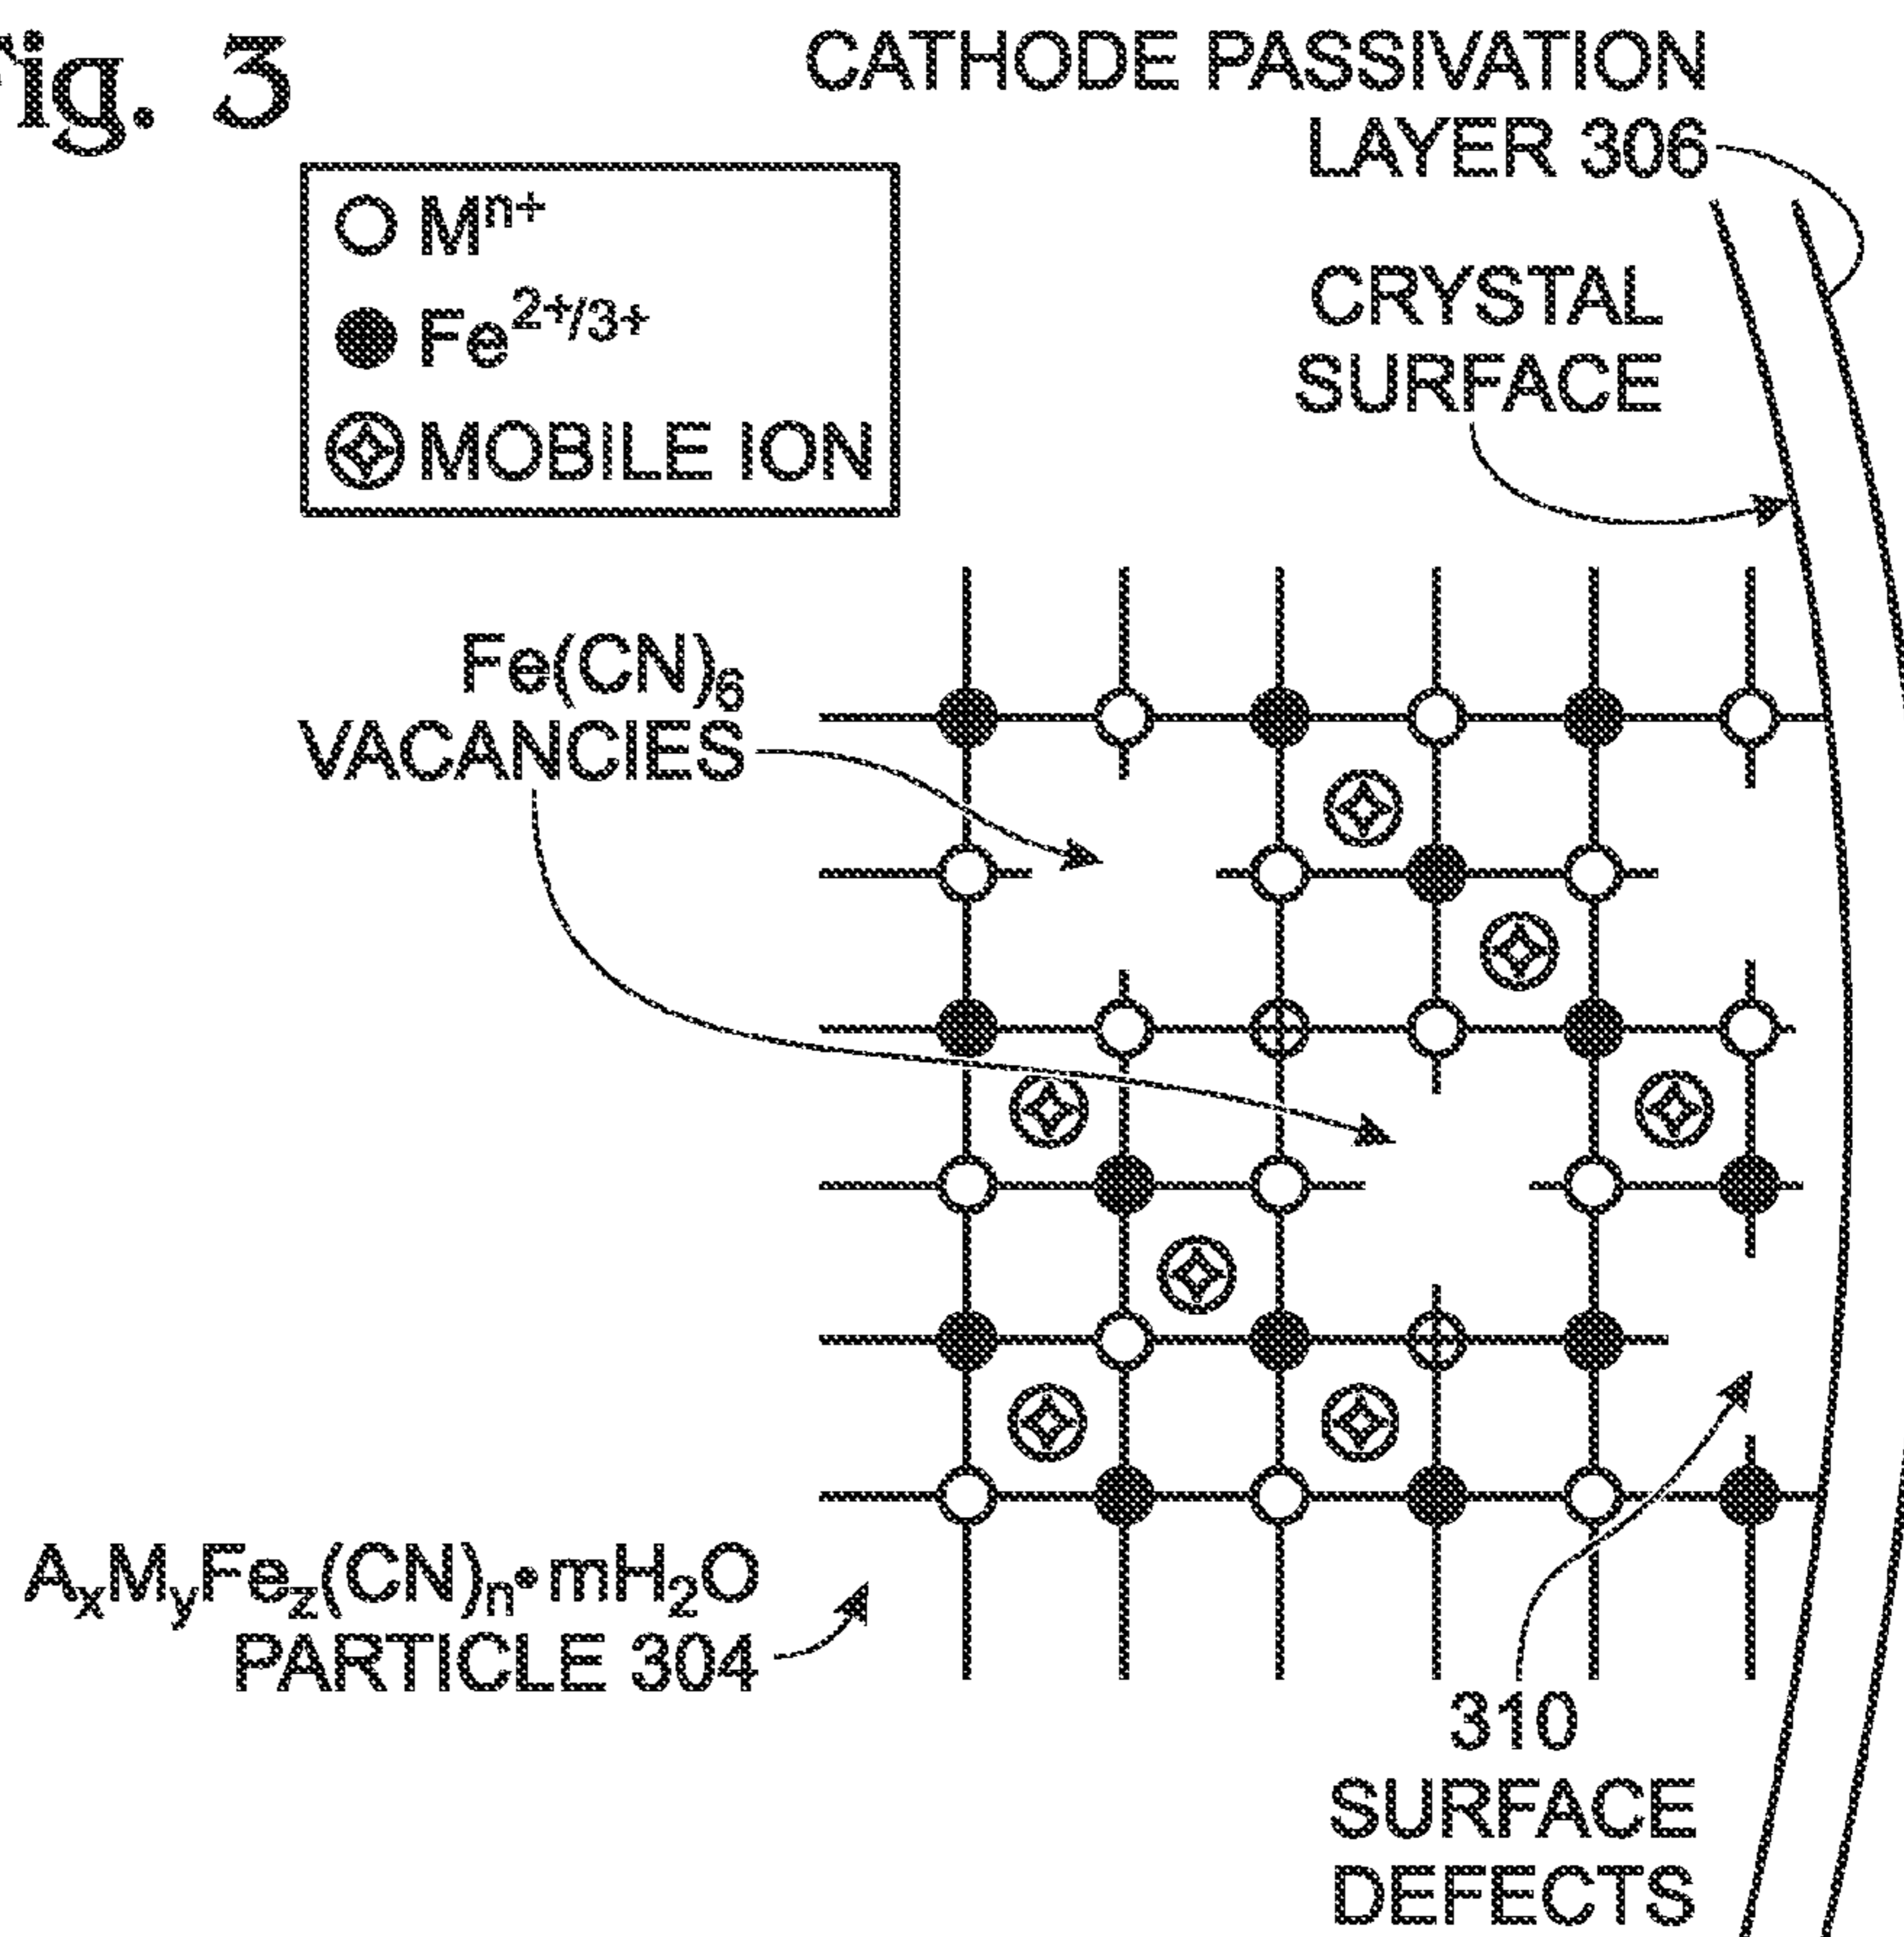 Fig. 3
CATHODE PASSIVATION
LAYER 306
Mⁿ⁺
Fe²⁺/³⁺
MOBILE ION
CRYSTAL
SURFACE
Fe(CN)₆
VACANCIES
AₓMᵧFe_z(CN)ₙ•mH₂O
PARTICLE 304
310
SURFACE
DEFECTS